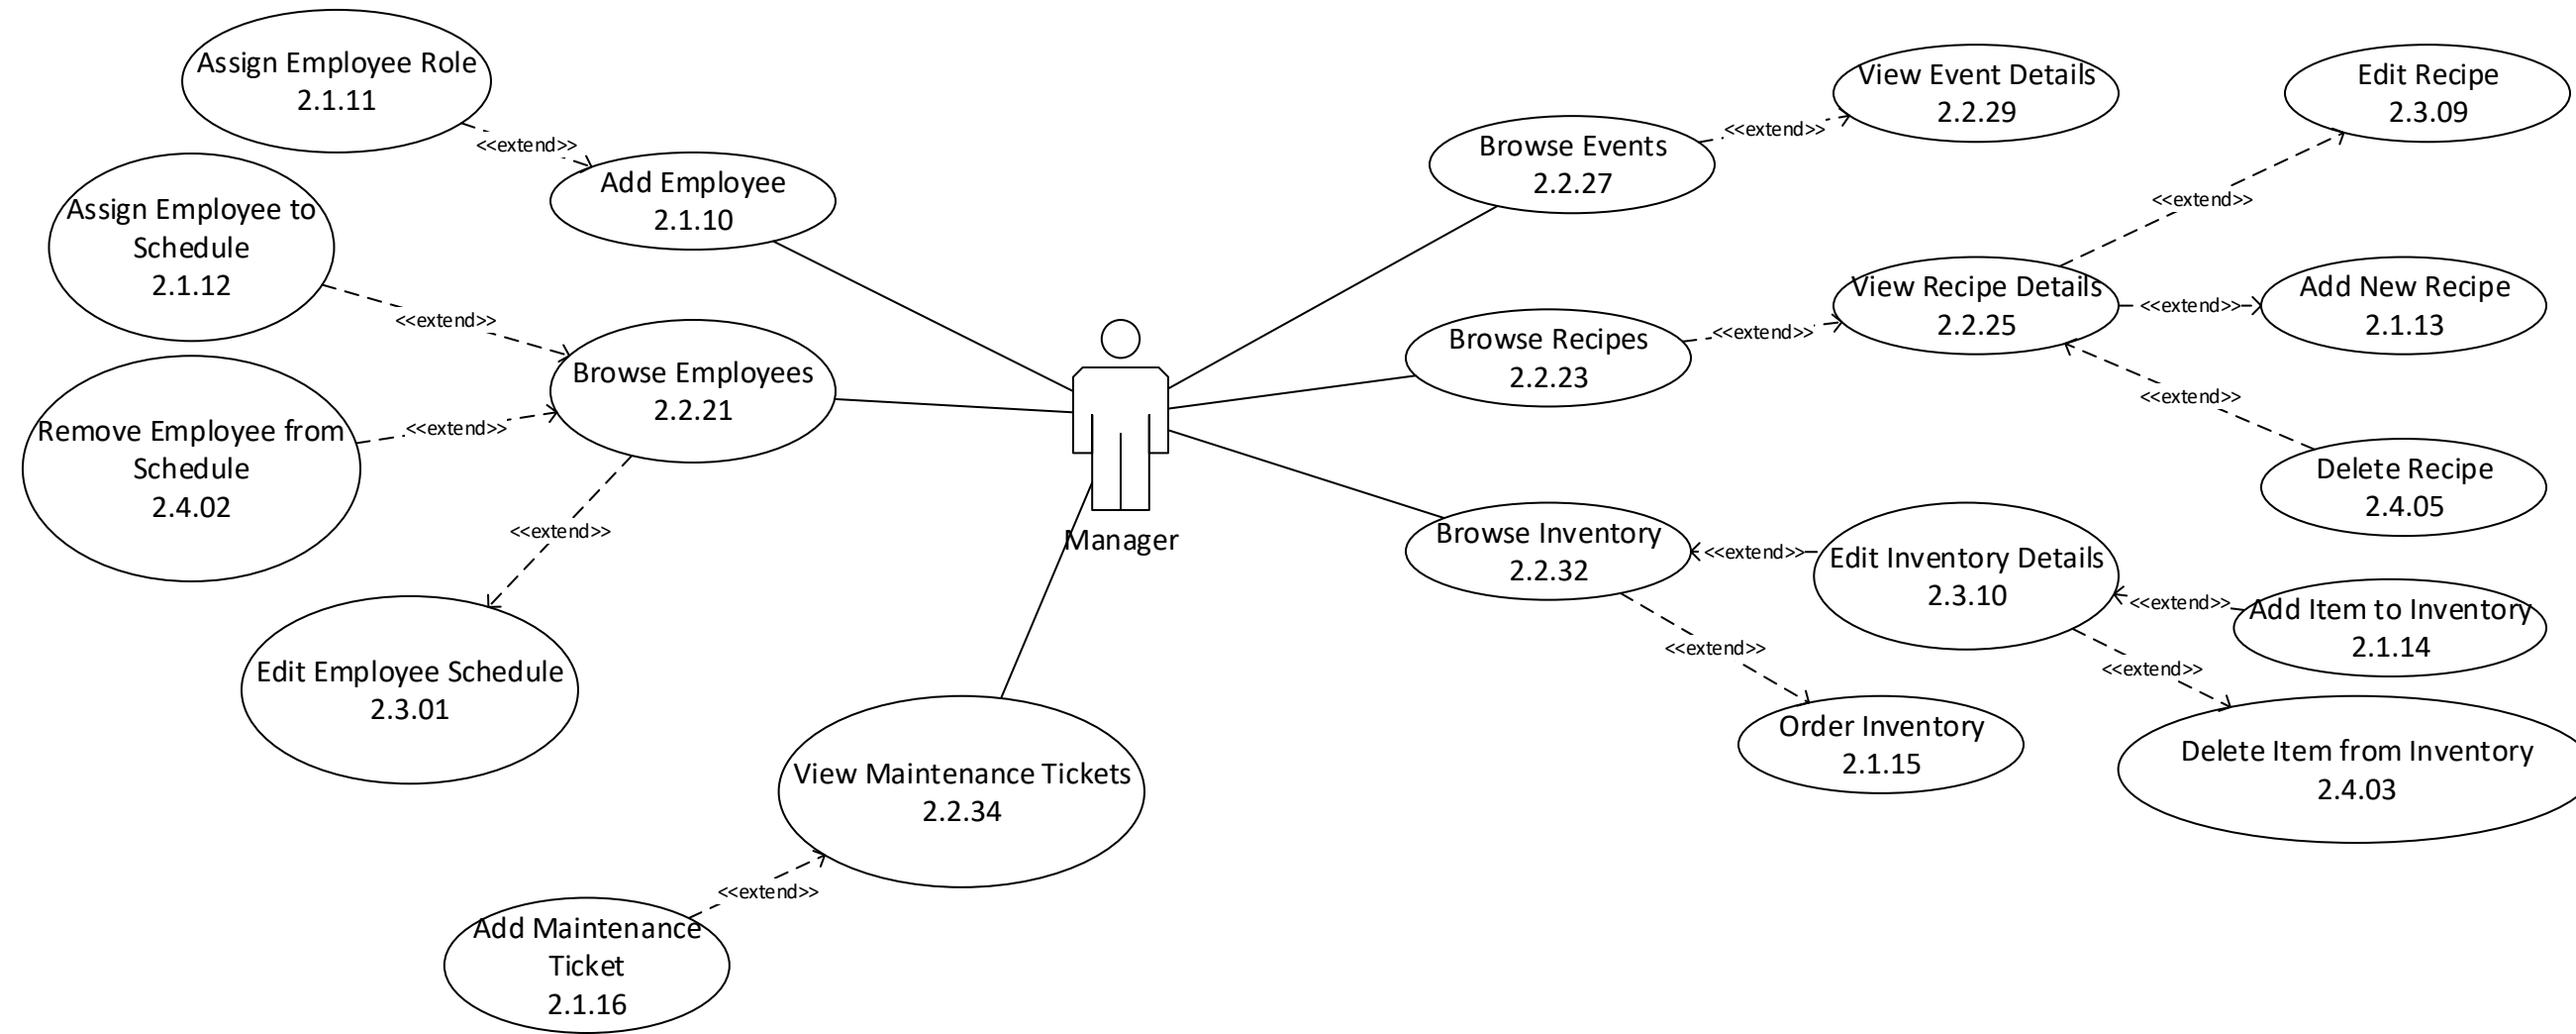 Assign Employee Role
2.1.11
<<extend>>
Add Employee
2.1.10
Assign Employee to
Schedule
2.1.12
<<extend>>
Browse Employees
2.2.21
Remove Employee from
Schedule
2.4.02
<<extend>>
<<extend>>
Edit Employee Schedule
2.3.01
Manager
View Maintenance Tickets
2.2.34
<<extend>>
Add Maintenance
Ticket
2.1.16
Browse Events
2.2.27
<<extend>>
View Event Details
2.2.29
Edit Recipe
2.3.09
<<extend>>
Browse Recipes
2.2.23
<<extend>>
View Recipe Details
2.2.25
<<extend>>
Add New Recipe
2.1.13
<<extend>>
Delete Recipe
2.4.05
Browse Inventory
2.2.32
<<extend>>
Edit Inventory Details
2.3.10
<<extend>>
Add Item to Inventory
2.1.14
<<extend>>
Order Inventory
2.1.15
<<extend>>
Delete Item from Inventory
2.4.03